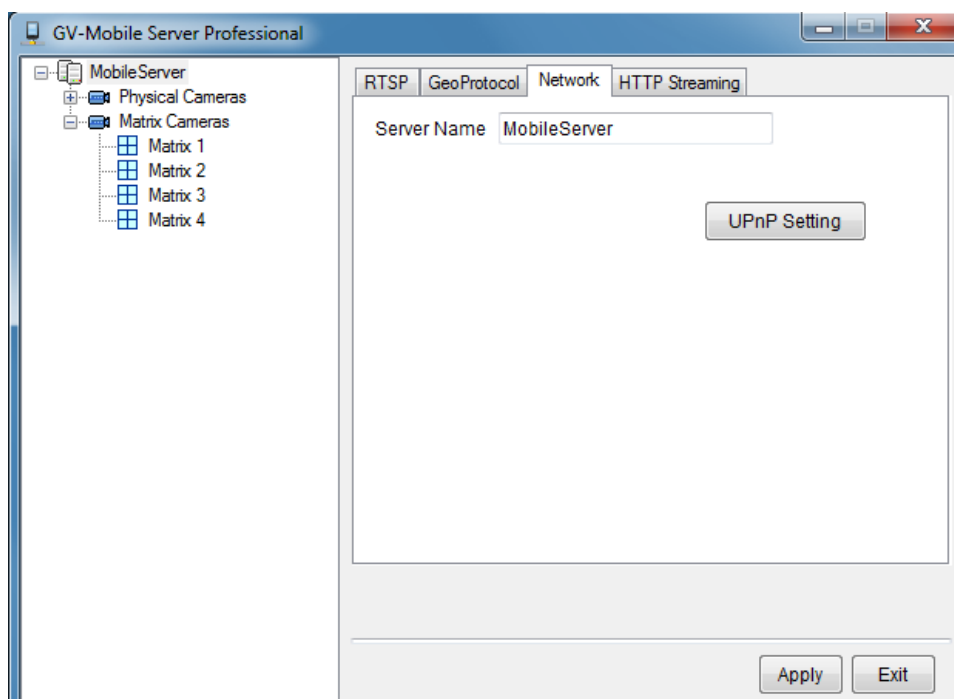 GV-Mobile Server Professional
MobileServer
Physical Cameras
Matrix Cameras
Matrix 1
Matrix 2
Matrix 3
Matrix 4
RTSP GeoProtocol Network HTTP Streaming
Server Name MobileServer
UPnP Setting
Apply Exit